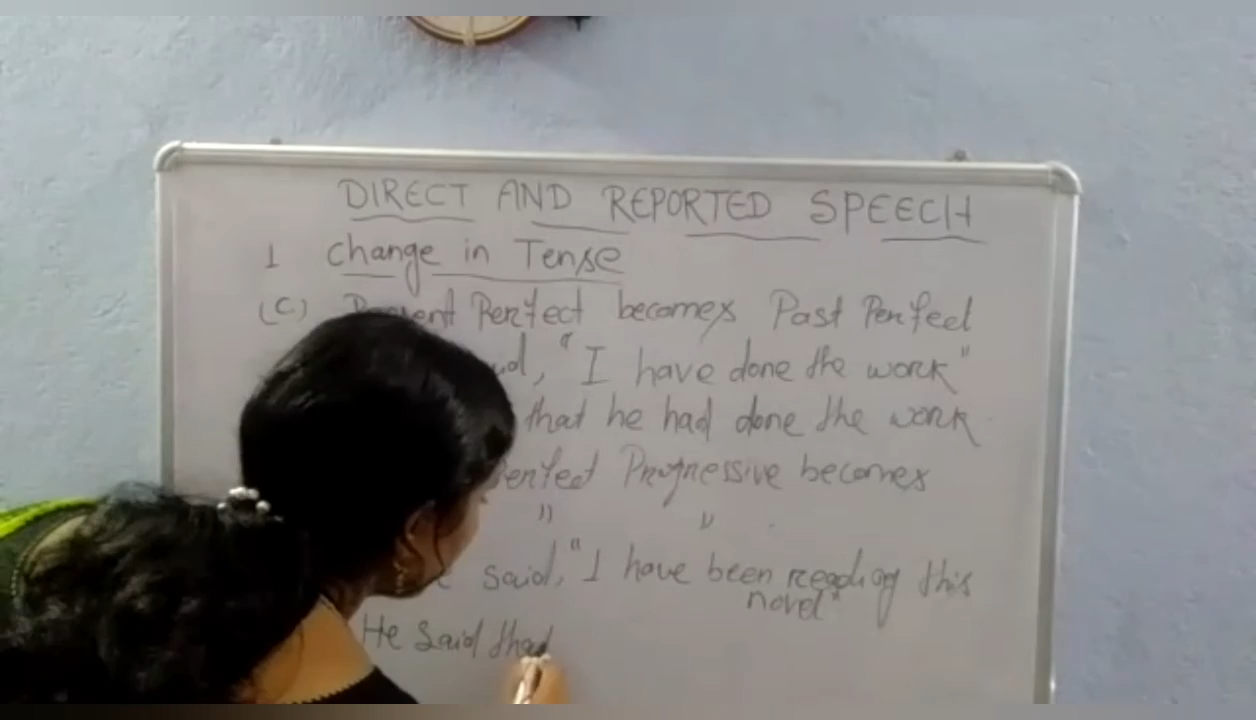 DIRECT AND REPORTED SPEECH
1 Change in Tense
(C) Present Perfect becomes Past Perfect
, "I have done the work"
that he had done the work
Perfect Progressive becomes
" "
said, "I have been reading this
novel"
He said that